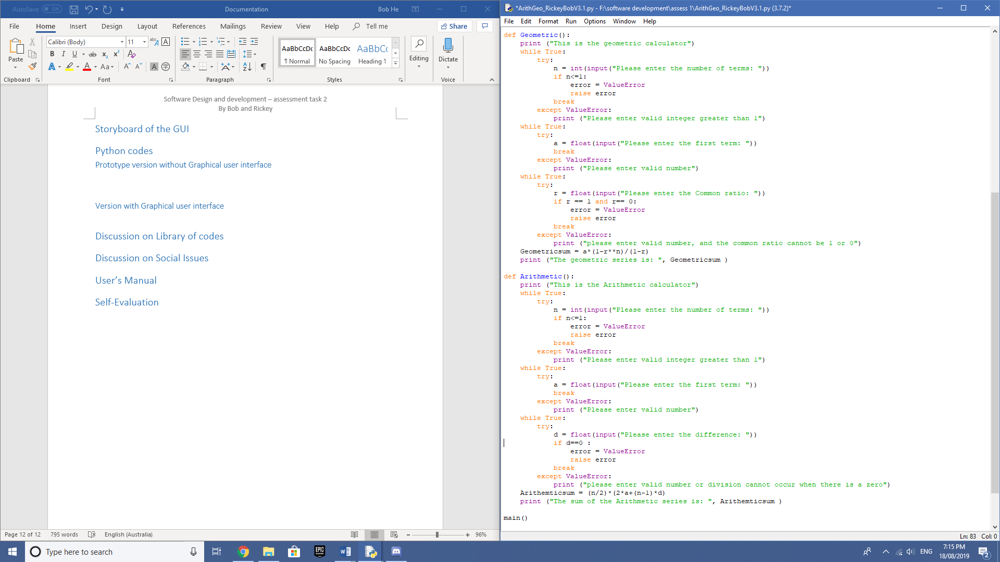 AutoSave Off Documentation Bob He
File Home Insert Design Layout References Mailings Review View Help Tell me Share
Calibri (Body) 11
Paste
Clipboard Font Paragraph Styles Voice
AaBbCcDc AaBbCcDc AaBbCc
¶ Normal No Spacing Heading 1
Editing Dictate
Software Design and development – assessment task 2
By Bob and Rickey
Storyboard of the GUI
Python codes
Prototype version without Graphical user interface
Version with Graphical user interface
Discussion on Library of codes
Discussion on Social Issues
User’s Manual
Self-Evaluation
Page 12 of 12 795 words English (Australia) 96%
*ArithGeo_RickeyBobV3.1.py - F:\software development\assess 1\ArithGeo_RickeyBobV3.1.py (3.7.2)*
File Edit Format Run Options Window Help
def Geometric():
    print ("This is the geometric calculator")
    while True:
        try:
            n = int(input("Please enter the number of terms: "))
            if n<=1:
                error = ValueError
                raise error
            break
        except ValueError:
            print ("Please enter valid integer greater than 1")
    while True:
        try:
            a = float(input("Please enter the first term: "))
            break
        except ValueError:
            print ("Please enter valid number")
    while True:
        try:
            r = float(input("Please enter the Common ratio: "))
            if r == 1 and r== 0:
                error = ValueError
                raise error
            break
        except ValueError:
            print ("please enter valid number, and the common ratio cannot be 1 or 0")
    Geometricsum = a*(1-r**n)/(1-r)
    print ("The geometric series is: ", Geometricsum )
def Arithmetic():
    print ("This is the Arithmetic calculator")
    while True:
        try:
            n = int(input("Please enter the number of terms: "))
            if n<=1:
                error = ValueError
                raise error
            break
        except ValueError:
            print ("Please enter valid integer greater than 1")
    while True:
        try:
            a = float(input("Please enter the first term: "))
            break
        except ValueError:
            print ("Please enter valid number")
    while True:
        try:
            d = float(input("Please enter the difference: "))
            if d==0 :
                error = ValueError
                raise error
            break
        except ValueError:
            print ("please enter valid number or division cannot occur when there is a zero")
    Arithemticsum = (n/2)*(2*a+(n-1)*d)
    print ("The sum of the Arithmetic series is: ", Arithemticsum )
main()
Ln: 83 Col: 0
Type here to search
EPIC GAMES
ENG
7:15 PM
18/08/2019
2